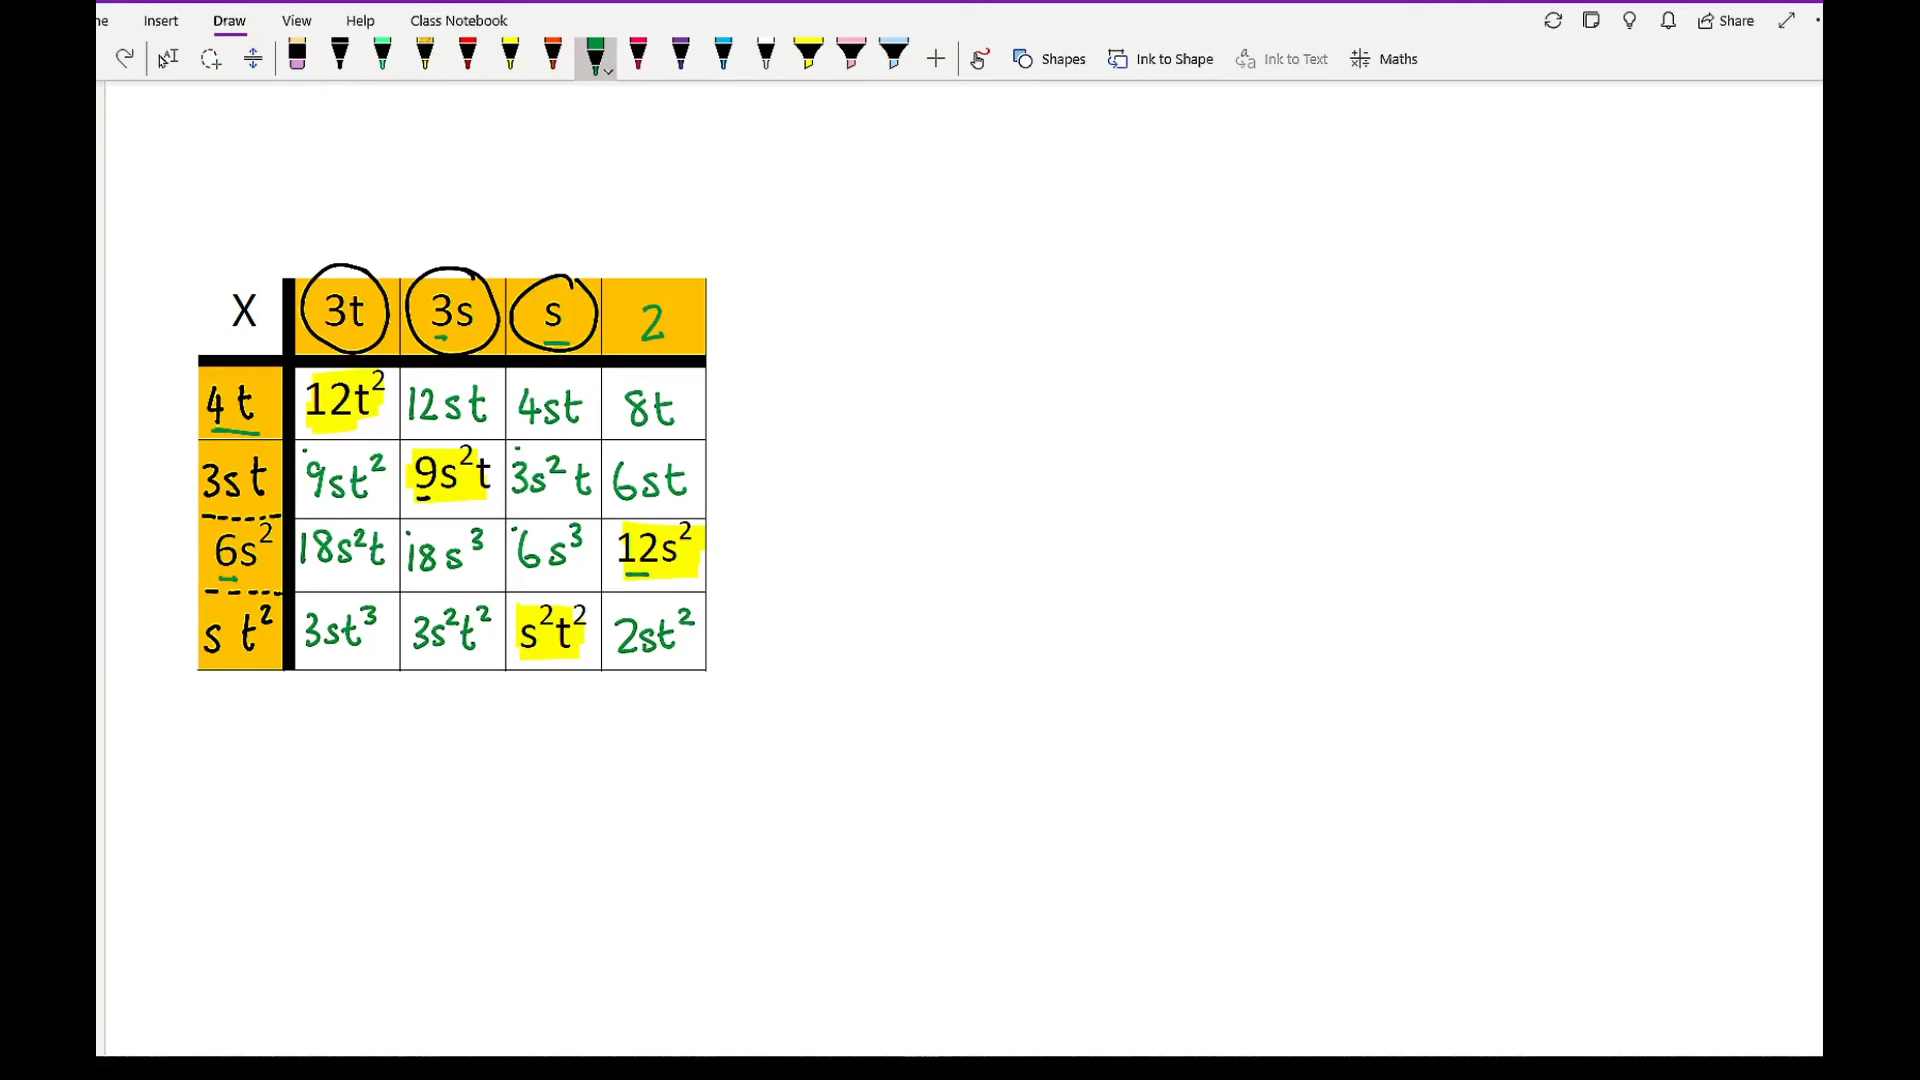 Insert Draw View Help Class Notebook Share
Shapes Ink to Shape Ink to Text Maths
X 3t 3s s 2
4t 12t² 12st 4st 8t
3st 9st² 9s²t 3s²t 6st
6s² 18s²t 18s³ 6s³ 12s²
st² 3st³ 3s²t² s²t² 2st²